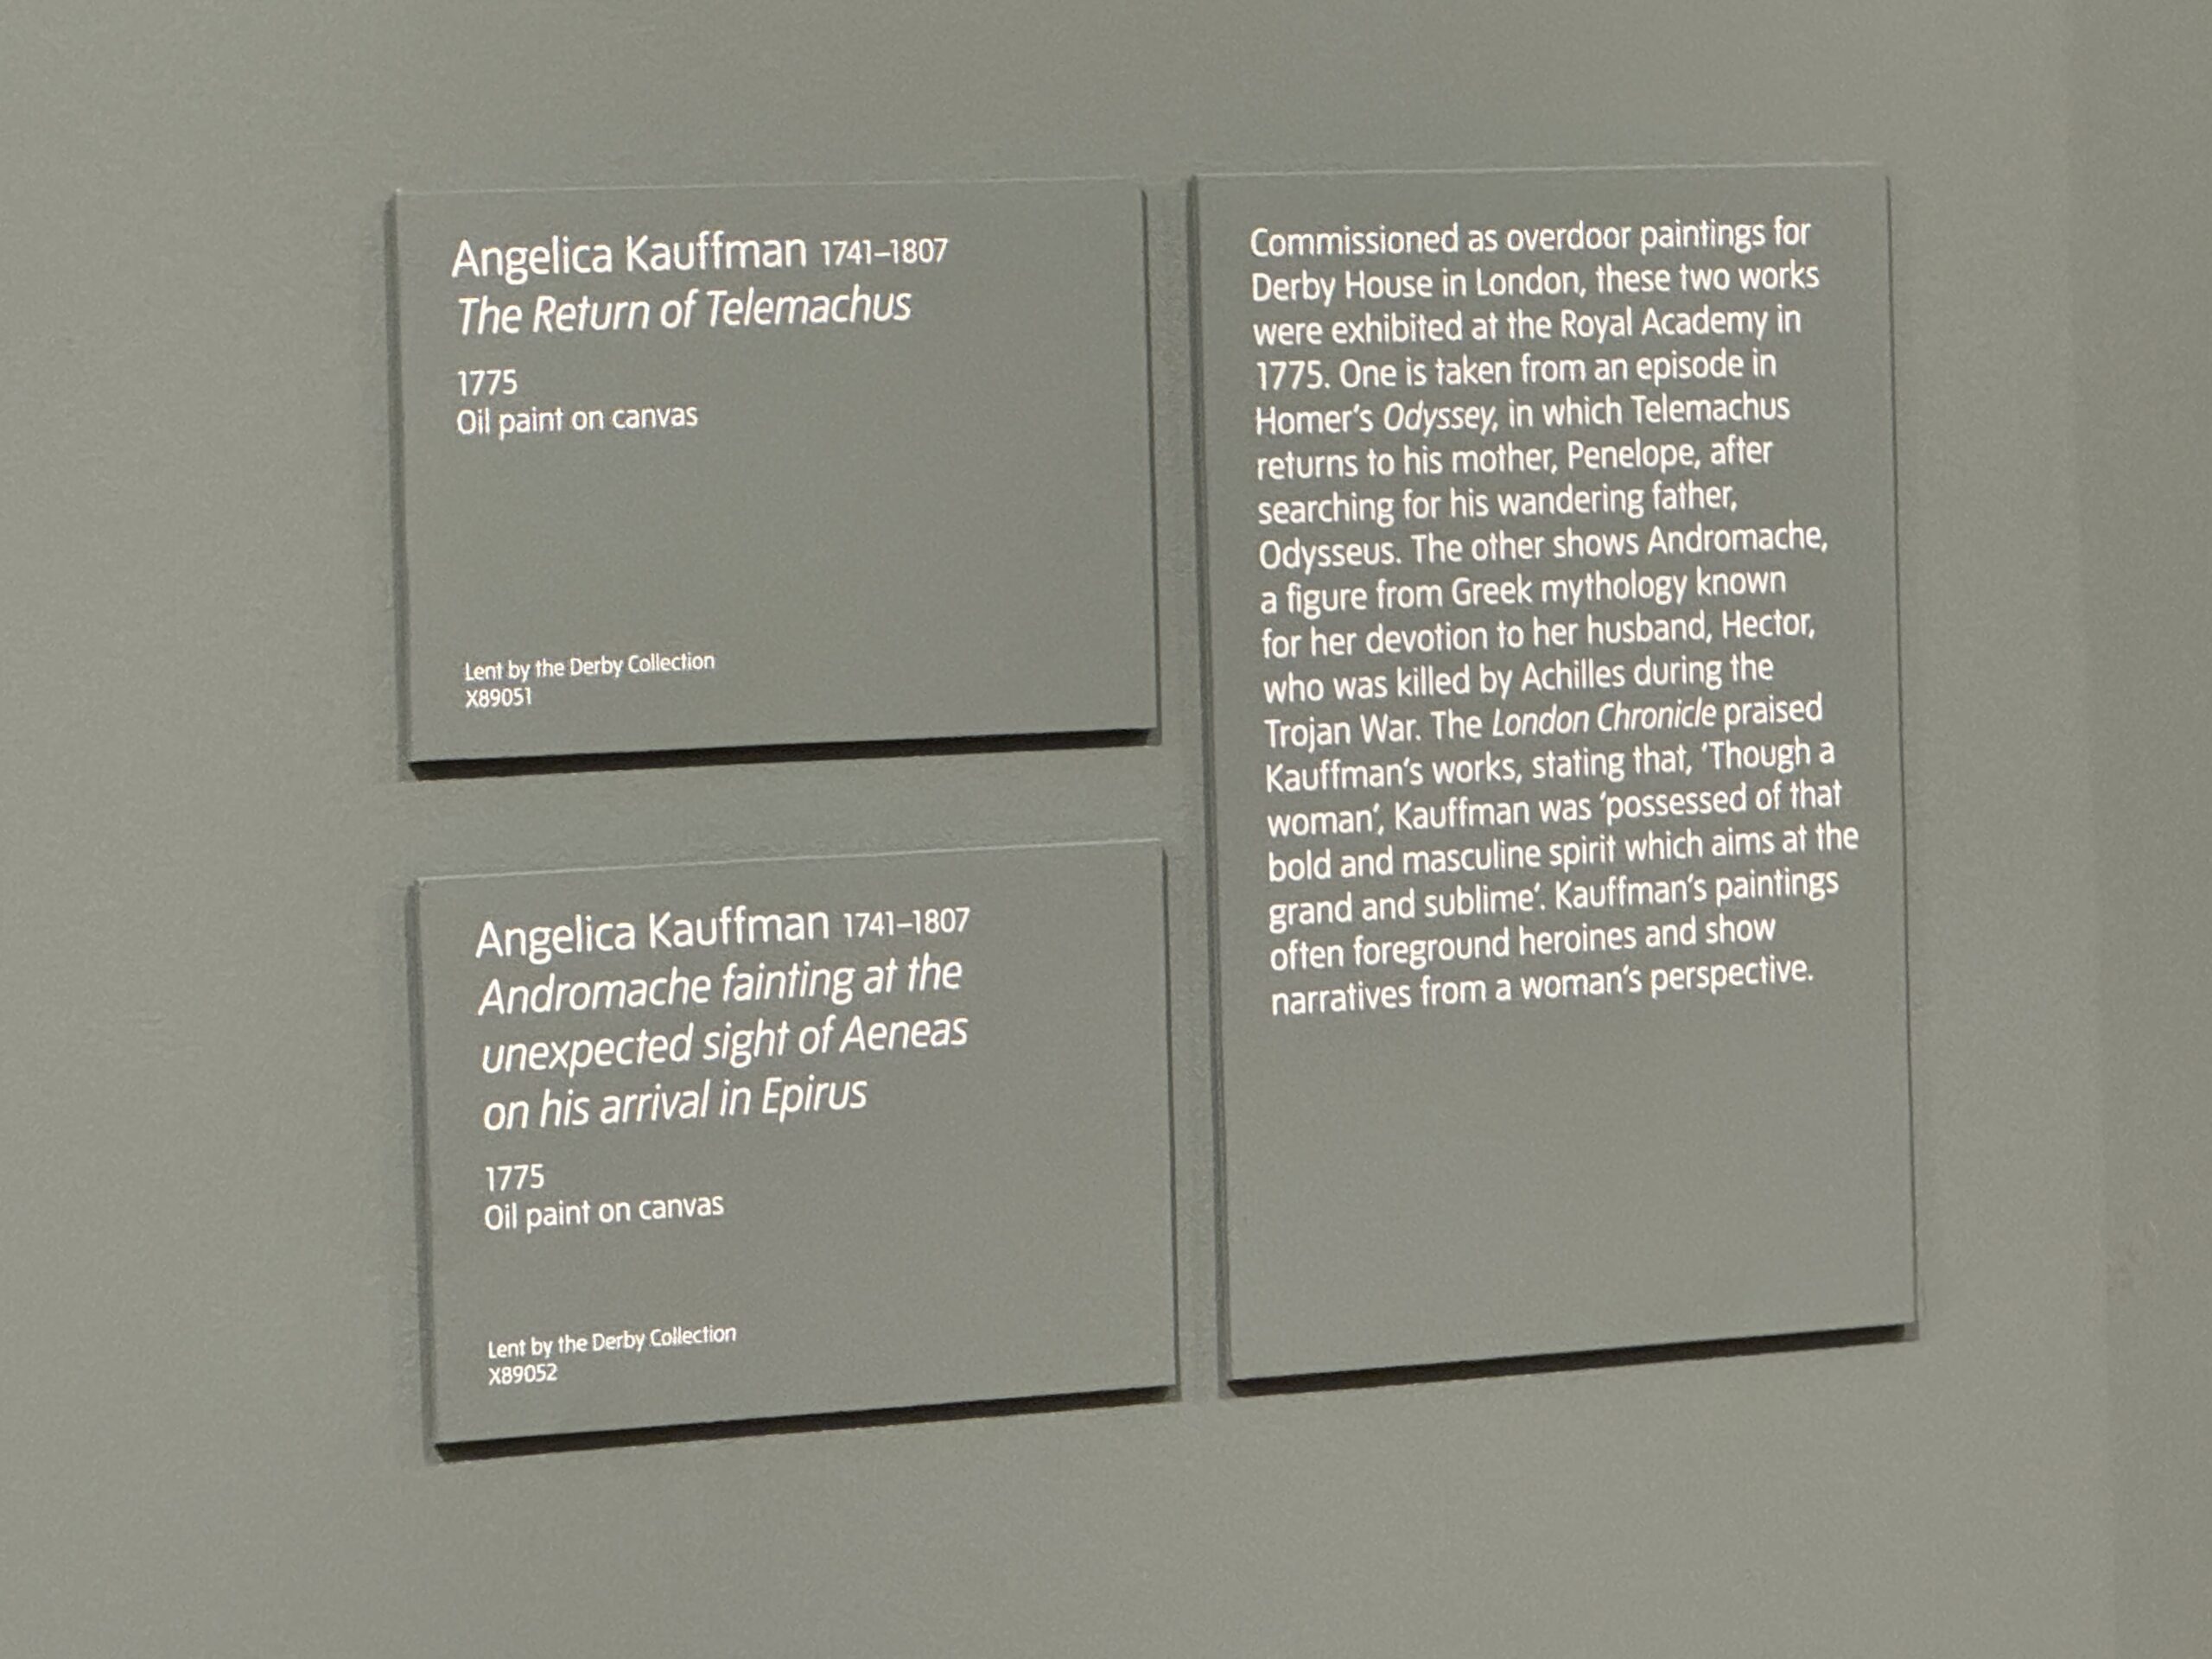 Angelica Kauffman 1741–1807
The Return of Telemachus
1775
Oil paint on canvas
Lent by the Derby Collection
X89051
Angelica Kauffman 1741–1807
Andromache fainting at the
unexpected sight of Aeneas
on his arrival in Epirus
1775
Oil paint on canvas
Lent by the Derby Collection
X89052
Commissioned as overdoor paintings for
Derby House in London, these two works
were exhibited at the Royal Academy in
1775. One is taken from an episode in
Homer's Odyssey, in which Telemachus
returns to his mother, Penelope, after
searching for his wandering father,
Odysseus. The other shows Andromache,
a figure from Greek mythology known
for her devotion to her husband, Hector,
who was killed by Achilles during the
Trojan War. The London Chronicle praised
Kauffman's works, stating that, 'Though a
woman', Kauffman was 'possessed of that
bold and masculine spirit which aims at the
grand and sublime'. Kauffman's paintings
often foreground heroines and show
narratives from a woman's perspective.